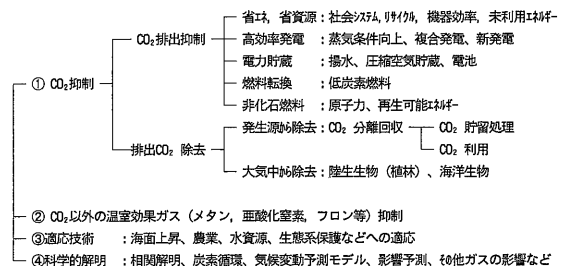 省ｴﾈ, 省資源：社会ｼｽﾃﾑ, ﾘｻｲｸﾙ, 機器効率, 未利用ｴﾈﾙｷﾞｰ
CO₂排出抑制
高効率発電：蒸気条件向上、複合発電、新発電
電力貯蔵：揚水、圧縮空気貯蔵、電池
① CO₂抑制
燃料転換：低炭素燃料
非化石燃料：原子力、再生可能ｴﾈﾙｷﾞｰ
発生源から除去：CO₂ 分離回収
CO₂ 貯留処理
排出CO₂ 除去
CO₂ 利用
大気中から除去：陸生生物（植林）、海洋生物
② CO₂以外の温室効果ガス（メタン, 亜酸化窒素, フロン等）抑制
③適応技術：海面上昇、農業、水資源、生態系保護などへの適応
④科学的解明：相関解明、炭素循環、気候変動予測モデル、影響予測、その他ガスの影響など